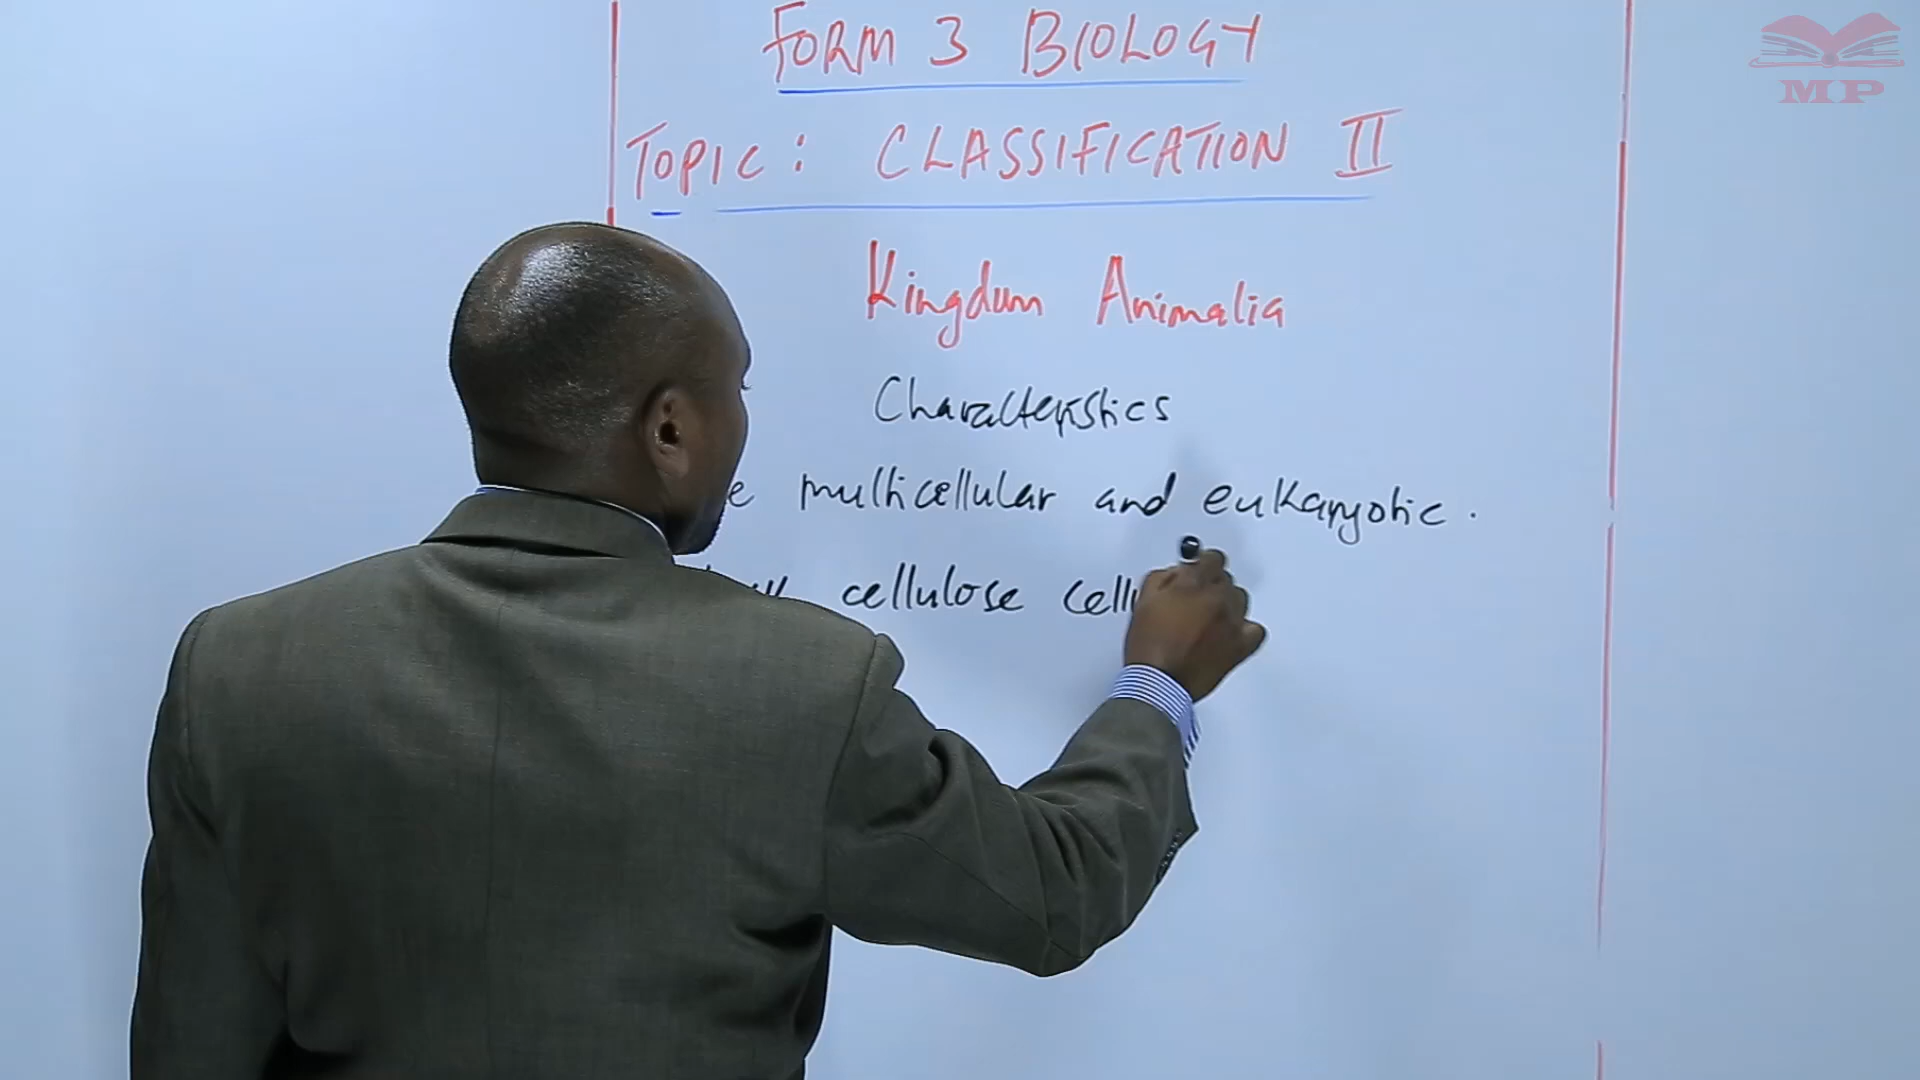 FORM 3 BIOLOGY
MP
TOPIC: CLASSIFICATION II
Kingdom Animalia
Characteristics
multicellular and eukaryotic.
cellulose